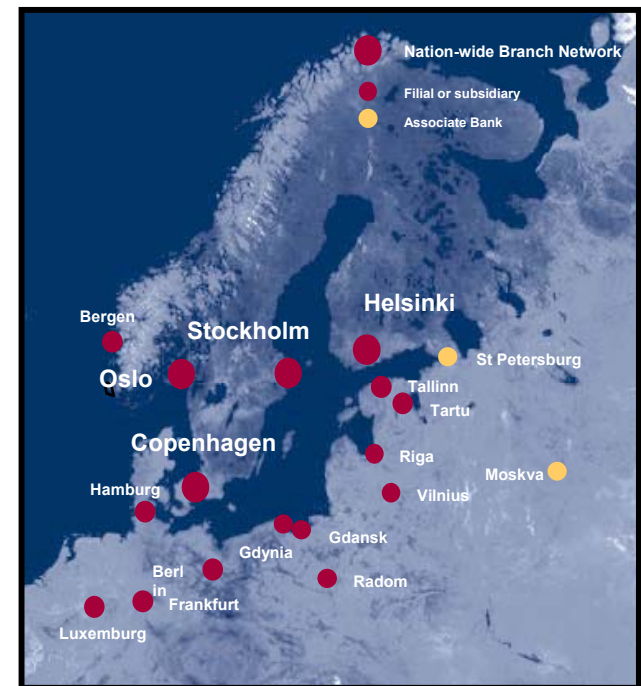 Nation-wide Branch Network
Filial or subsidiary
Associate Bank
Helsinki
Bergen
Stockholm
St Petersburg
Oslo
Tallinn
Tartu
Copenhagen
Riga
Moskva
Hamburg
Vilnius
Gdansk
Gdynia
Berl
in
Radom
Frankfurt
Luxemburg